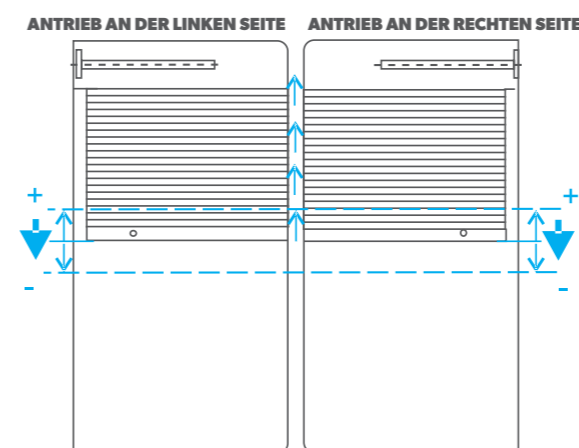 ANTRIEB AN DER LINKEN SEITE
ANTRIEB AN DER RECHTEN SEITE
+
+
-
-